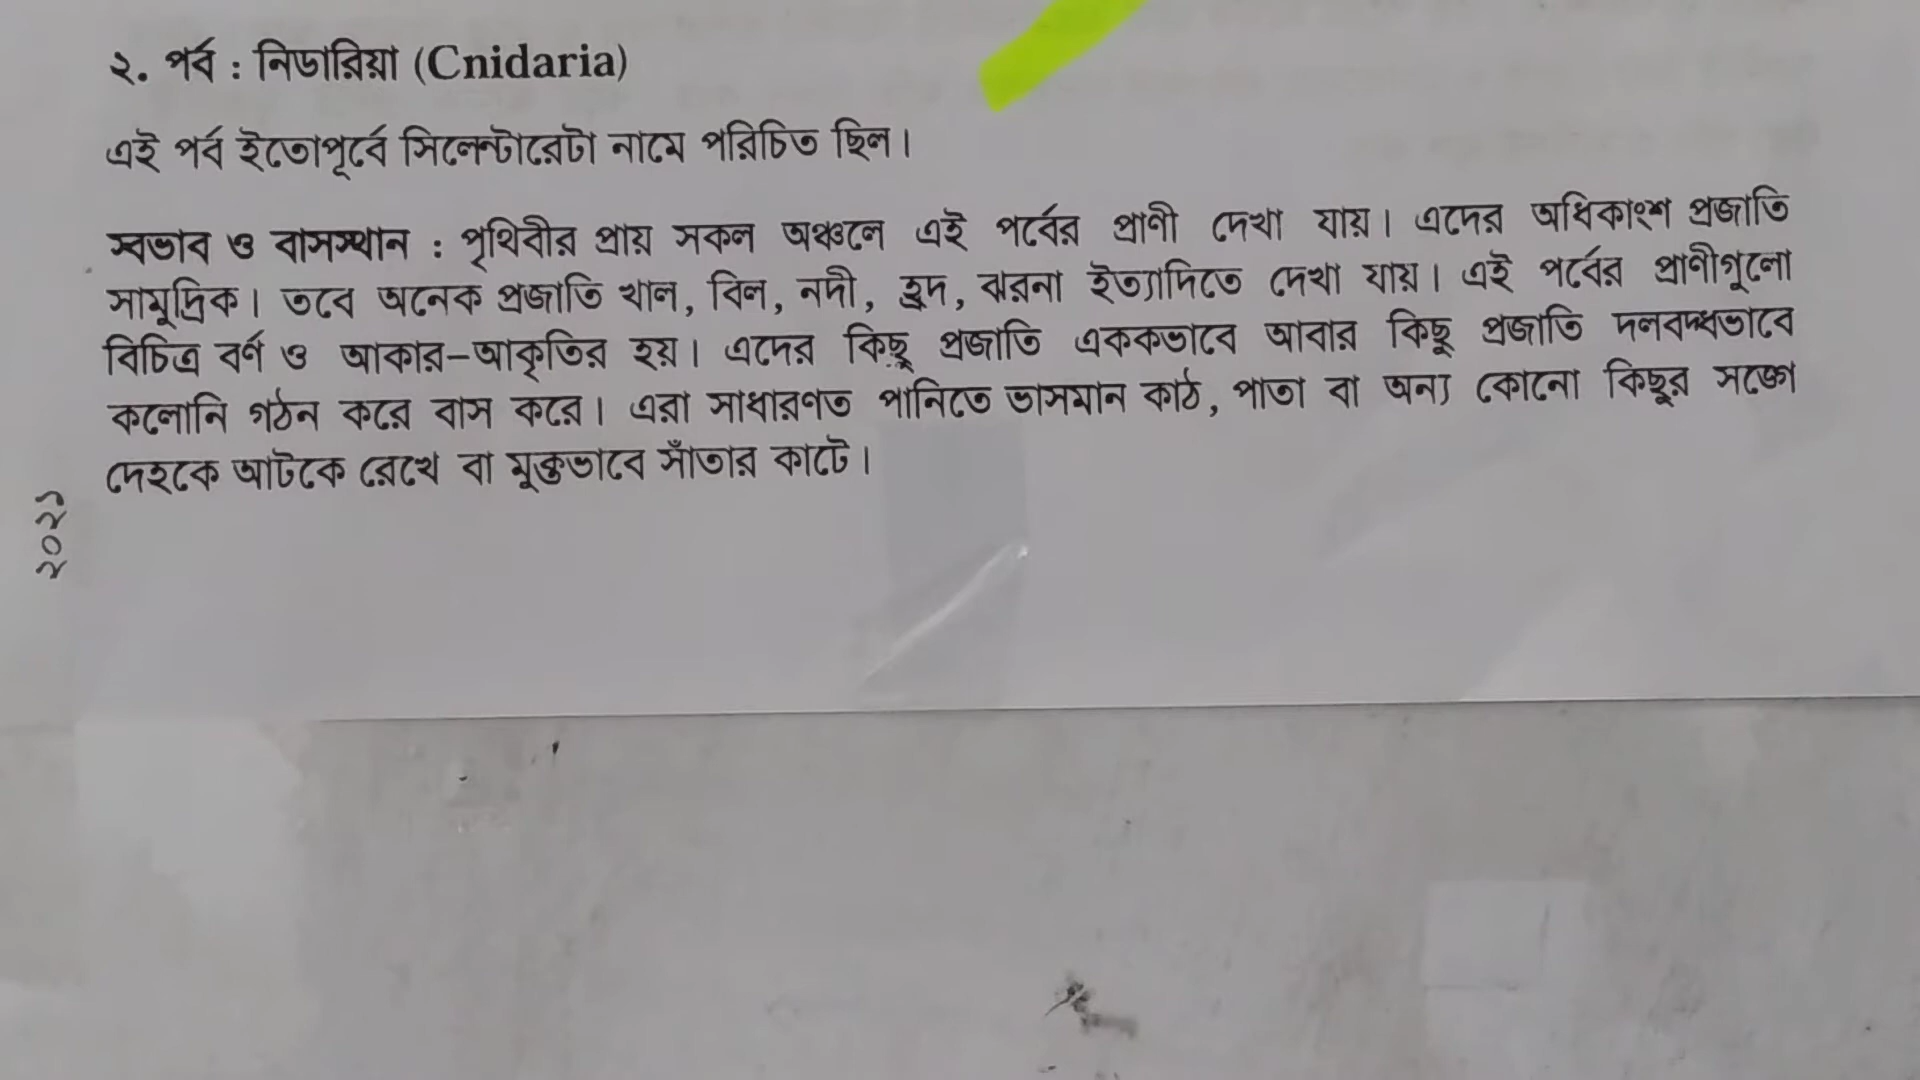 ২. পর্ব : নিডারিয়া (Cnidaria)
এই পর্ব ইতোপূর্বে সিলেন্টারেটা নামে পরিচিত ছিল।
স্বভাব ও বাসস্থান : পৃথিবীর প্রায় সকল অঞ্চলে এই পর্বের প্রাণী দেখা যায়। এদের অধিকাংশ প্রজাতি
সামুদ্রিক। তবে অনেক প্রজাতি খাল, বিল, নদী, হ্রদ, ঝরনা ইত্যাদিতে দেখা যায়। এই পর্বের প্রাণীগুলো
বিচিত্র বর্ণ ও আকার-আকৃতির হয়। এদের কিছু প্রজাতি এককভাবে আবার কিছু প্রজাতি দলবদ্ধভাবে
কলোনি গঠন করে বাস করে। এরা সাধারণত পানিতে ভাসমান কাঠ, পাতা বা অন্য কোনো কিছুর সঙ্গে
দেহকে আটকে রেখে বা মুক্তভাবে সাঁতার কাটে।
২০২১